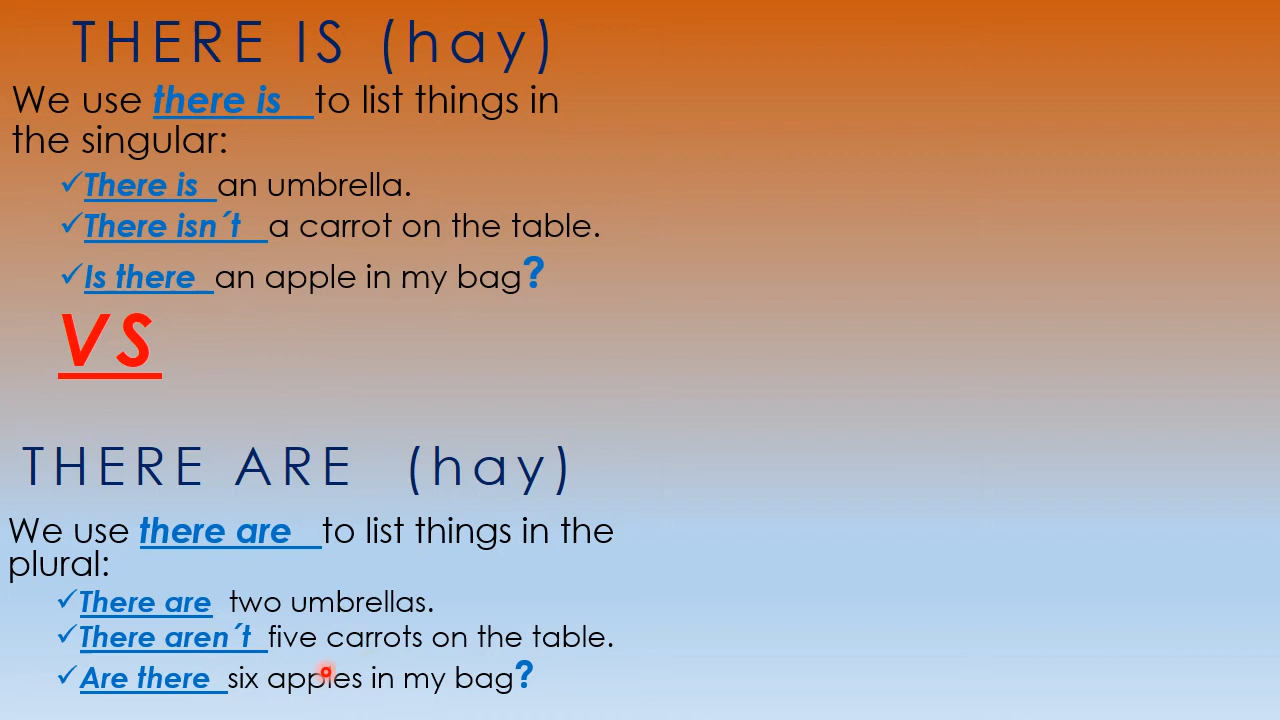 THERE IS (hay)
We use there is to list things in
the singular:
✓There is an umbrella.
✓There isn´t a carrot on the table.
✓Is there an apple in my bag?
VS
THERE ARE (hay)
We use there are to list things in the
plural:
✓There are two umbrellas.
✓There aren´t five carrots on the table.
✓Are there six apples in my bag?